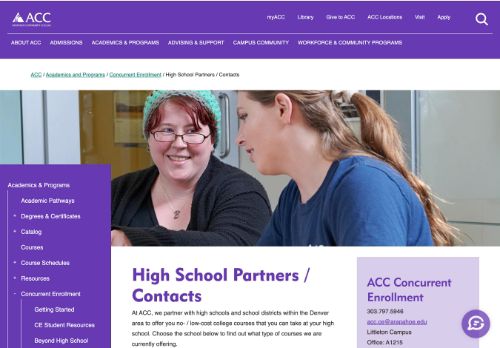 ACC
myACC Library Give to ACC ACC Locations Visit Apply
ABOUT ACC ADMISSIONS ACADEMICS & PROGRAMS ADVISING & SUPPORT CAMPUS COMMUNITY WORKFORCE & COMMUNITY PROGRAMS
ACC / Academics and Programs / Concurrent Enrollment / High School Partners / Contacts
Academics & Programs
Academic Pathways
+ Degrees & Certificates
+ Catalog
Courses
+ Course Schedules
+ Resources
- Concurrent Enrollment
Getting Started
CE Student Resources
Beyond High School
High School Partners /
Contacts
At ACC, we partner with high schools and school districts within the Denver
area to offer you no- / low-cost college courses that you can take at your high
school. Choose the school below to find out what type of courses we are
currently offering.
ACC Concurrent
Enrollment
303.797.5946
acc.ce@arapahoe.edu
Littleton Campus
Office: A1215